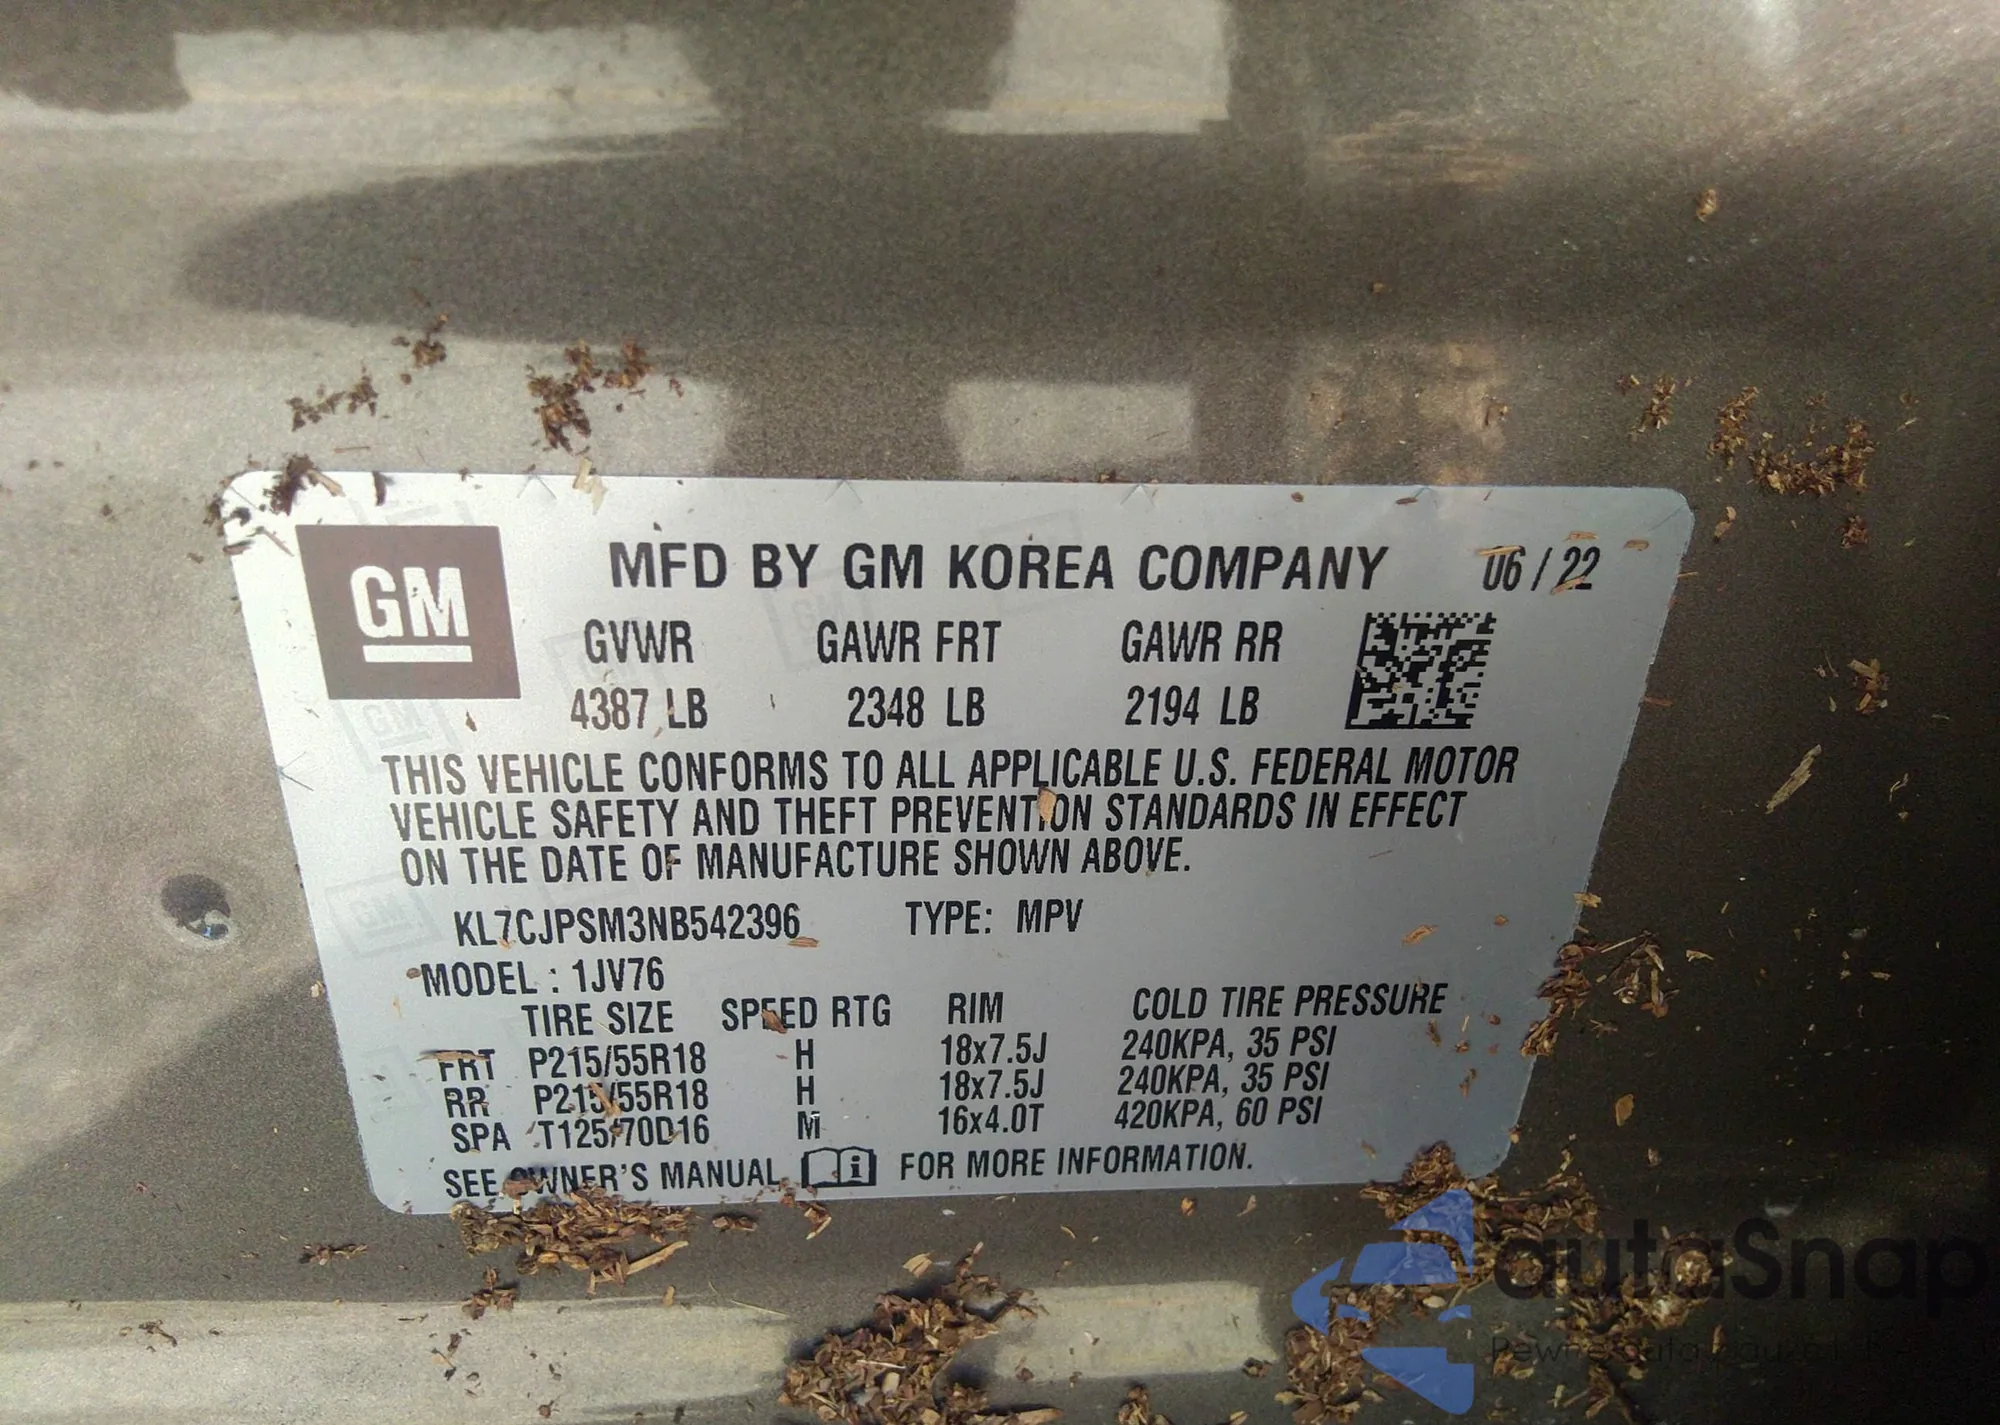 GM
MFD BY GM KOREA COMPANY 06 / 22
GVWR GAWR FRT GAWR RR
4387 LB 2348 LB 2194 LB
THIS VEHICLE CONFORMS TO ALL APPLICABLE U.S. FEDERAL MOTOR
VEHICLE SAFETY AND THEFT PREVENTION STANDARDS IN EFFECT
ON THE DATE OF MANUFACTURE SHOWN ABOVE.
KL7CJPSM3NB542396 TYPE: MPV
MODEL : 1JV76
TIRE SIZE SPEED RTG RIM COLD TIRE PRESSURE
FRT P215/55R18 H 18x7.5J 240KPA, 35 PSI
RR P215/55R18 H 18x7.5J 240KPA, 35 PSI
SPA T125/70D16 M 16x4.0T 420KPA, 60 PSI
SEE OWNER'S MANUAL FOR MORE INFORMATION.
autaSnap